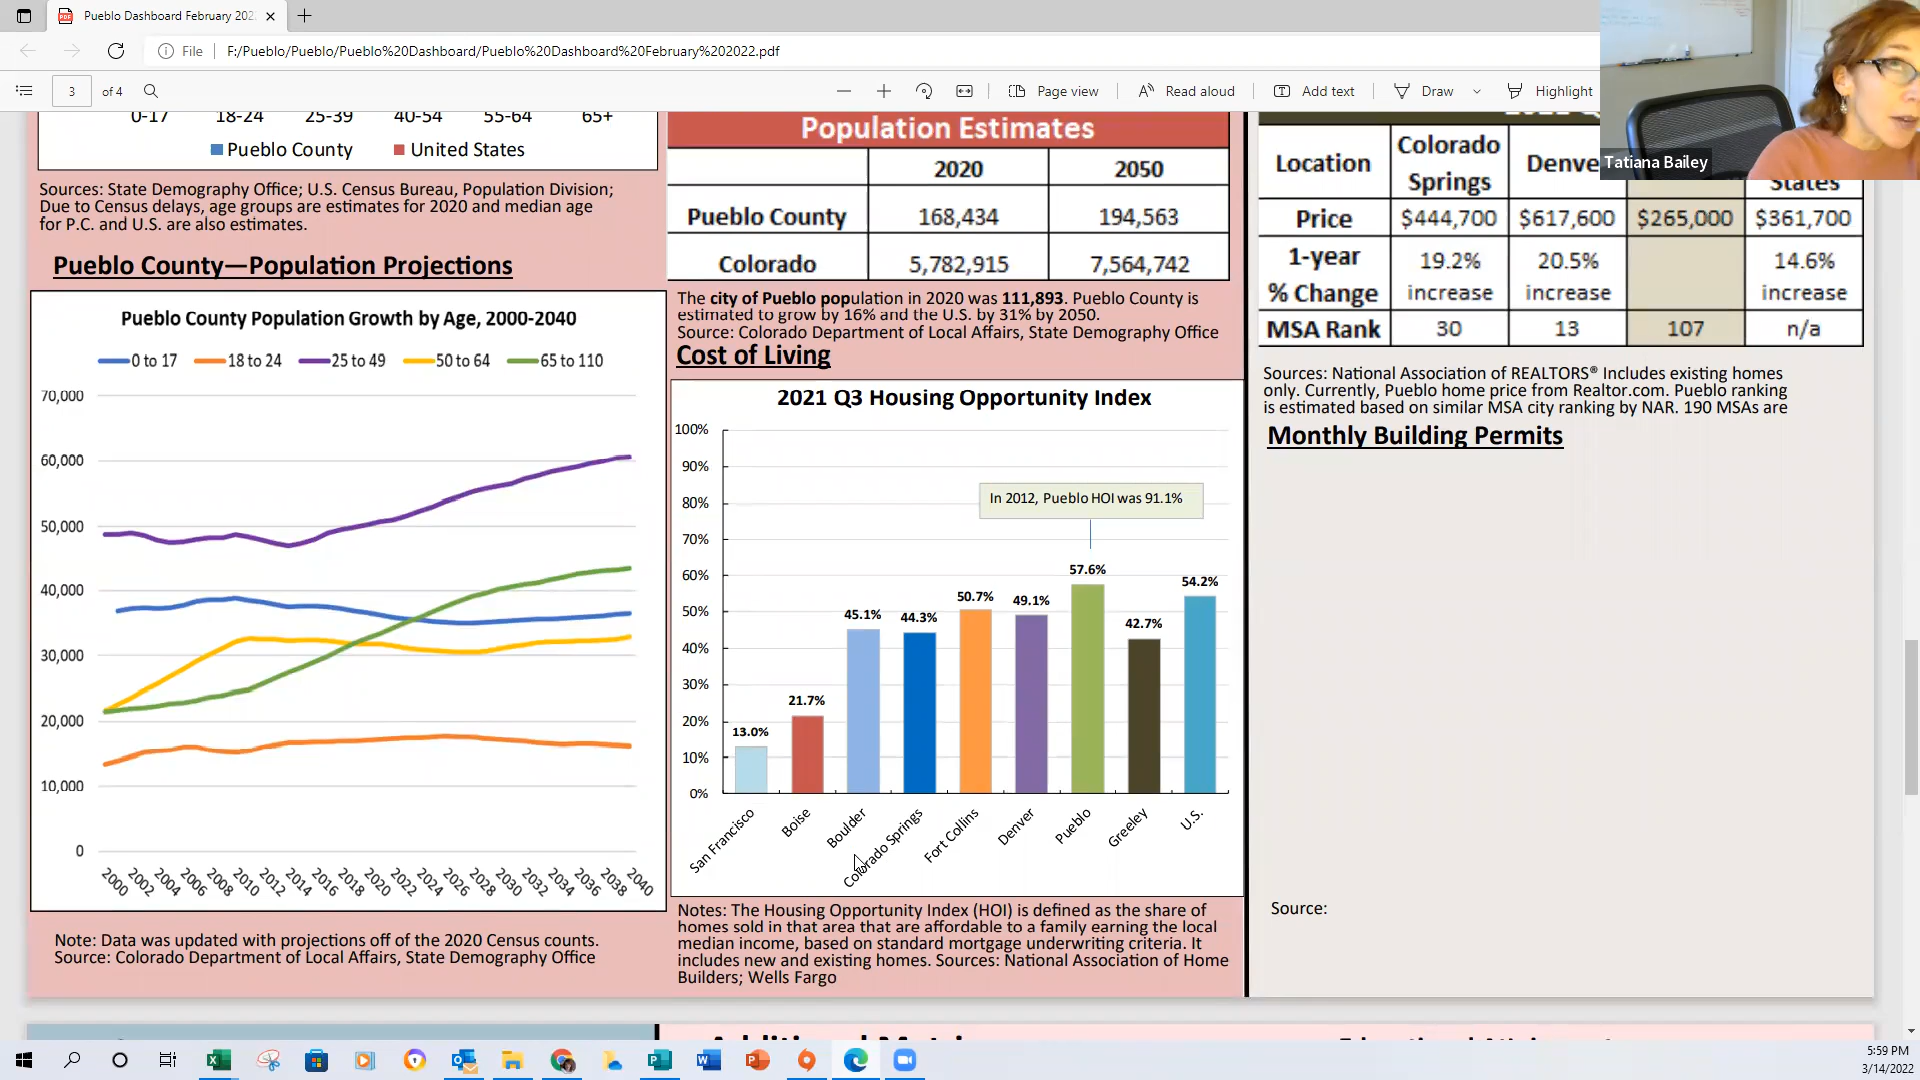 Pueblo Dashboard February 202
File
F:/Pueblo/Pueblo/Pueblo%20Dashboard/Pueblo%20Dashboard%20February%202022.pdf
3 of 4
Page view
Read aloud
Add text
Draw
Highlight
Tatiana Bailey
0-17 18-24 25-39 40-54 55-64 65+
Pueblo County United States
Sources: State Demography Office; U.S. Census Bureau, Population Division;
Due to Census delays, age groups are estimates for 2020 and median age
for P.C. and U.S. are also estimates.
Pueblo County—Population Projections
Pueblo County Population Growth by Age, 2000-2040
0 to 17 18 to 24 25 to 49 50 to 64 65 to 110
70,000
60,000
50,000
40,000
30,000
20,000
10,000
0
2000 2002 2004 2006 2008 2010 2012 2014 2016 2018 2020 2022 2024 2026 2028 2030 2032 2034 2036 2038 2040
Note: Data was updated with projections off of the 2020 Census counts.
Source: Colorado Department of Local Affairs, State Demography Office
Population Estimates
2020 2050
Pueblo County 168,434 194,563
Colorado 5,782,915 7,564,742
The city of Pueblo population in 2020 was 111,893. Pueblo County is
estimated to grow by 16% and the U.S. by 31% by 2050.
Source: Colorado Department of Local Affairs, State Demography Office
Cost of Living
2021 Q3 Housing Opportunity Index
100%
90%
80%
70%
60%
50%
40%
30%
20%
10%
0%
In 2012, Pueblo HOI was 91.1%
13.0%
21.7%
45.1%
44.3%
50.7%
49.1%
57.6%
42.7%
54.2%
San Francisco
Boise
Boulder
Colorado Springs
Fort Collins
Denver
Pueblo
Greeley
U.S.
Notes: The Housing Opportunity Index (HOI) is defined as the share of
homes sold in that area that are affordable to a family earning the local
median income, based on standard mortgage underwriting criteria. It
includes new and existing homes. Sources: National Association of Home
Builders; Wells Fargo
Location Colorado Springs Denve States
Price $444,700 $617,600 $265,000 $361,700
1-year % Change 19.2% increase 20.5% increase 14.6% increase
MSA Rank 30 13 107 n/a
Sources: National Association of REALTORS® Includes existing homes
only. Currently, Pueblo home price from Realtor.com. Pueblo ranking
is estimated based on similar MSA city ranking by NAR. 190 MSAs are
Monthly Building Permits
Source:
5:59 PM
3/14/2022